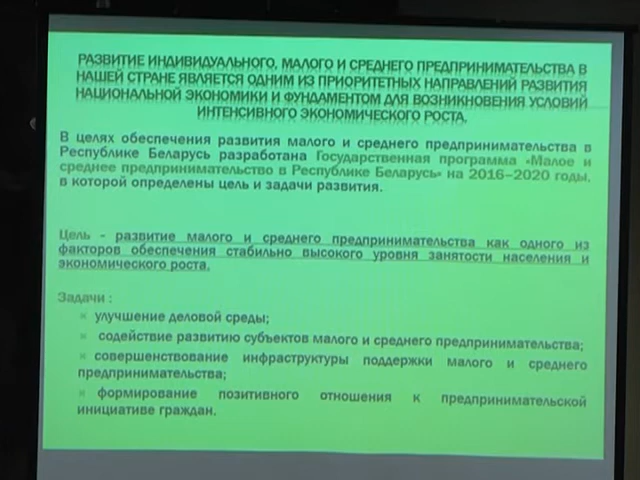 РАЗВИТИЕ ИНДИВИДУАЛЬНОГО, МАЛОГО И СРЕДНЕГО ПРЕДПРИНИМАТЕЛЬСТВА В
НАШЕЙ СТРАНЕ ЯВЛЯЕТСЯ ОДНИМ ИЗ ПРИОРИТЕТНЫХ НАПРАВЛЕНИЙ РАЗВИТИЯ
НАЦИОНАЛЬНОЙ ЭКОНОМИКИ И ФУНДАМЕНТОМ ДЛЯ ВОЗНИКНОВЕНИЯ УСЛОВИЙ
ИНТЕНСИВНОГО ЭКОНОМИЧЕСКОГО РОСТА.
В целях обеспечения развития малого и среднего предпринимательства в
Республике Беларусь разработана Государственная программа «Малое и
среднее предпринимательство в Республике Беларусь» на 2016–2020 годы,
в которой определены цель и задачи развития.
Цель - развитие малого и среднего предпринимательства как одного из
факторов обеспечения стабильно высокого уровня занятости населения и
экономического роста.
Задачи :
улучшение деловой среды;
содействие развитию субъектов малого и среднего предпринимательства;
совершенствование инфраструктуры поддержки малого и среднего
предпринимательства;
формирование позитивного отношения к предпринимательской
инициативе граждан.